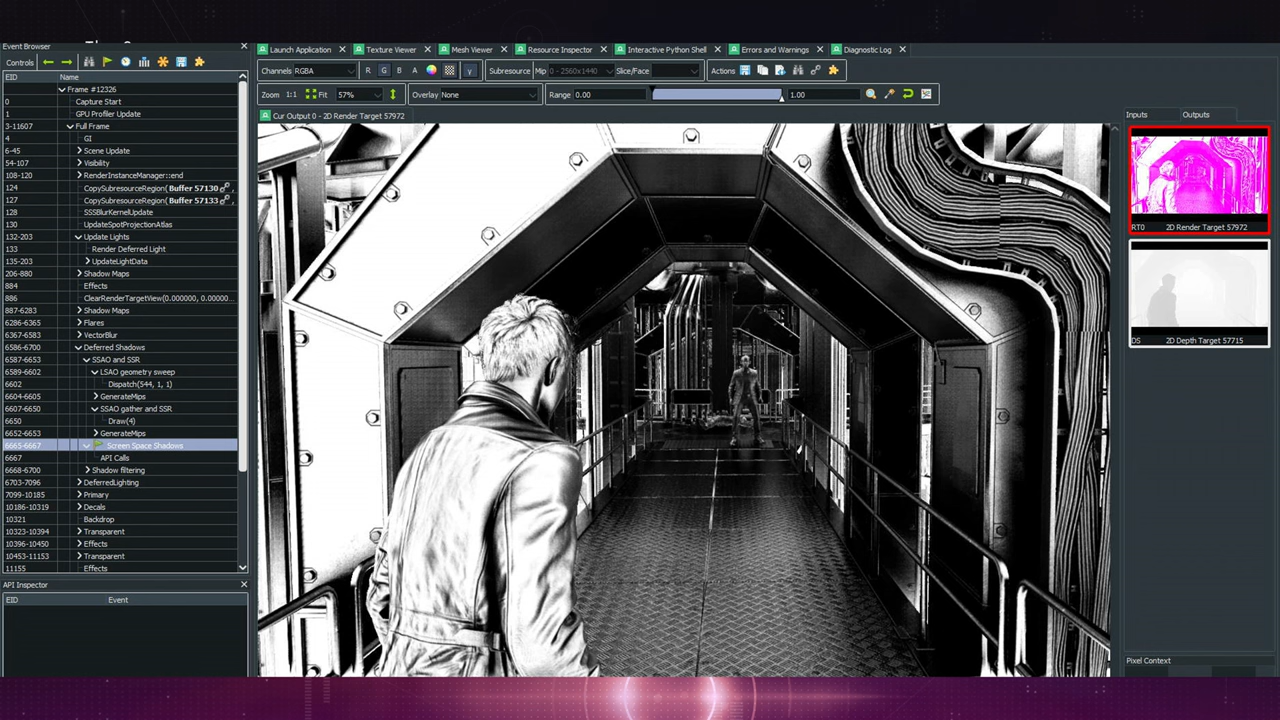 Event Browser
Launch Application Texture Viewer Mesh Viewer Resource Inspector Interactive Python Shell Errors and Warnings Diagnostic Log
Controls
Channels RGBA R G B A γ Subresource Mip 0 - 2560x1440 Slice/Face Actions
EID Name
Zoom 1:1 Fit 57% Overlay None Range 0.00 1.00
Frame #12326
0 Capture Start
1 GPU Profiler Update
Cur Output 0 - 2D Render Target 57972
Inputs Outputs
3-11607 Full Frame
4 GI
6-45 Scene Update
54-107 Visibility
108-120 RenderInstanceManager::end
124 CopySubresourceRegion( Buffer 57130
127 CopySubresourceRegion( Buffer 57133
128 SSSBlurKernelUpdate
130 UpdateSpotProjectionAtlas
RT0 2D Render Target 57972
132-203 Update Lights
133 Render Deferred Light
135-203 UpdateLightData
206-880 Shadow Maps
884 Effects
886 ClearRenderTargetView(0.000000, 0.00000...
887-6283 Shadow Maps
6286-6365 Flares
6367-6583 VectorBlur
DS 2D Depth Target 57715
6586-6700 Deferred Shadows
6587-6653 SSAO and SSR
6589-6602 LSAO geometry sweep
6602 Dispatch(544, 1, 1)
6604-6605 GenerateMips
6607-6650 SSAO gather and SSR
6650 Draw(4)
6652-6653 GenerateMips
6665-6667 Screen Space Shadows
6667 API Calls
6668-6700 Shadow filtering
6703-7096 DeferredLighting
7099-10185 Primary
10186-10319 Decals
10321 Backdrop
10323-10394 Transparent
10396-10450 Effects
10453-11153 Transparent
11155 Effects
API Inspector
EID Event
Pixel Context